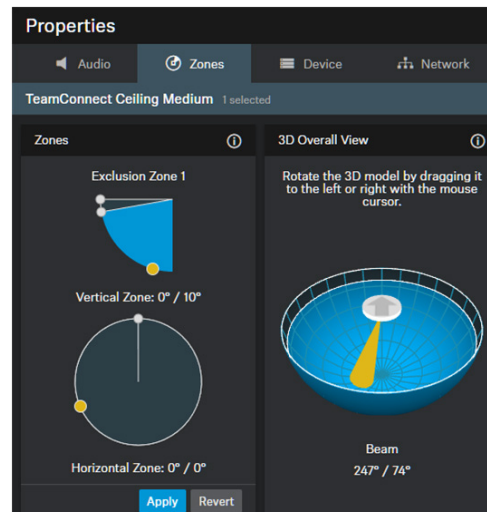 Properties
Audio
Zones
Device
Network
TeamConnect Ceiling Medium 1 selected
Zones
Exclusion Zone 1
Vertical Zone: 0° / 10°
Horizontal Zone: 0° / 0°
Apply
Revert
3D Overall View
Rotate the 3D model by dragging it
to the left or right with the mouse
cursor.
Beam
247° / 74°